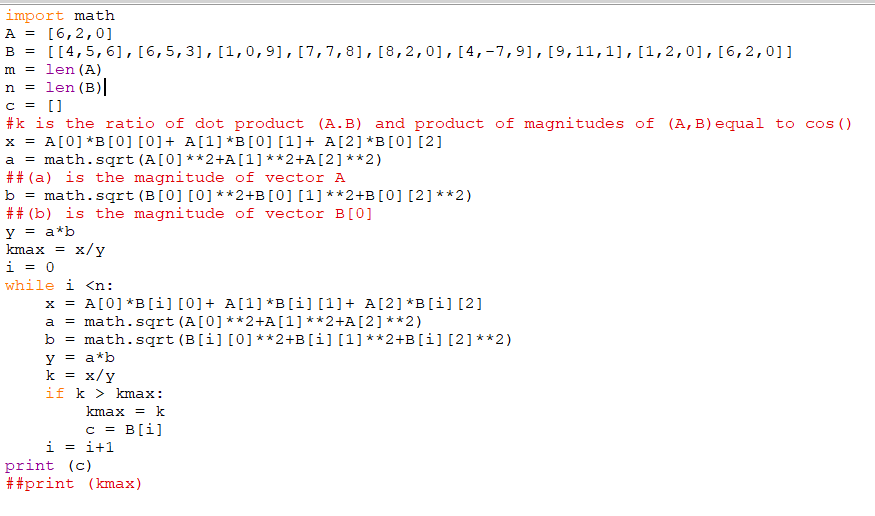 import math
A = [6,2,0]
B = [[4,5,6],[6,5,3],[1,0,9],[7,7,8],[8,2,0],[4,-7,9],[9,11,1],[1,2,0],[6,2,0]]
m = len(A)
n = len(B)
c = []
#k is the ratio of dot product (A.B) and product of magnitudes of (A,B)equal to cos()
x = A[0]*B[0][0]+ A[1]*B[0][1]+ A[2]*B[0][2]
a = math.sqrt(A[0]**2+A[1]**2+A[2]**2)
##(a) is the magnitude of vector A
b = math.sqrt(B[0][0]**2+B[0][1]**2+B[0][2]**2)
##(b) is the magnitude of vector B[0]
y = a*b
kmax = x/y
i = 0
while i <n:
    x = A[0]*B[i][0]+ A[1]*B[i][1]+ A[2]*B[i][2]
    a = math.sqrt(A[0]**2+A[1]**2+A[2]**2)
    b = math.sqrt(B[i][0]**2+B[i][1]**2+B[i][2]**2)
    y = a*b
    k = x/y
    if k > kmax:
        kmax = k
        c = B[i]
    i = i+1
print (c)
##print (kmax)